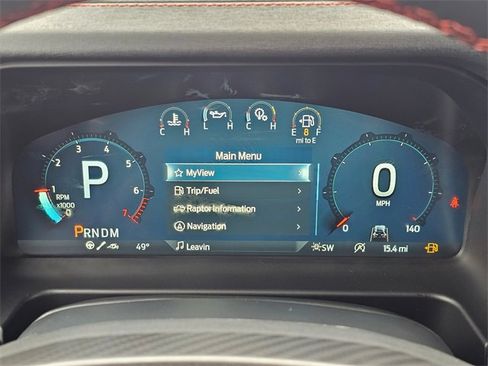 C H
L H
C H
E 8 F
mi to E
Main Menu
MyView
Trip/Fuel
Raptor Information
Navigation
Leavin
1 2 3 4 5 6 7
0
RPM
x1000
P
PRNDM
49°
0
MPH
0 140
SW
15.4 mi